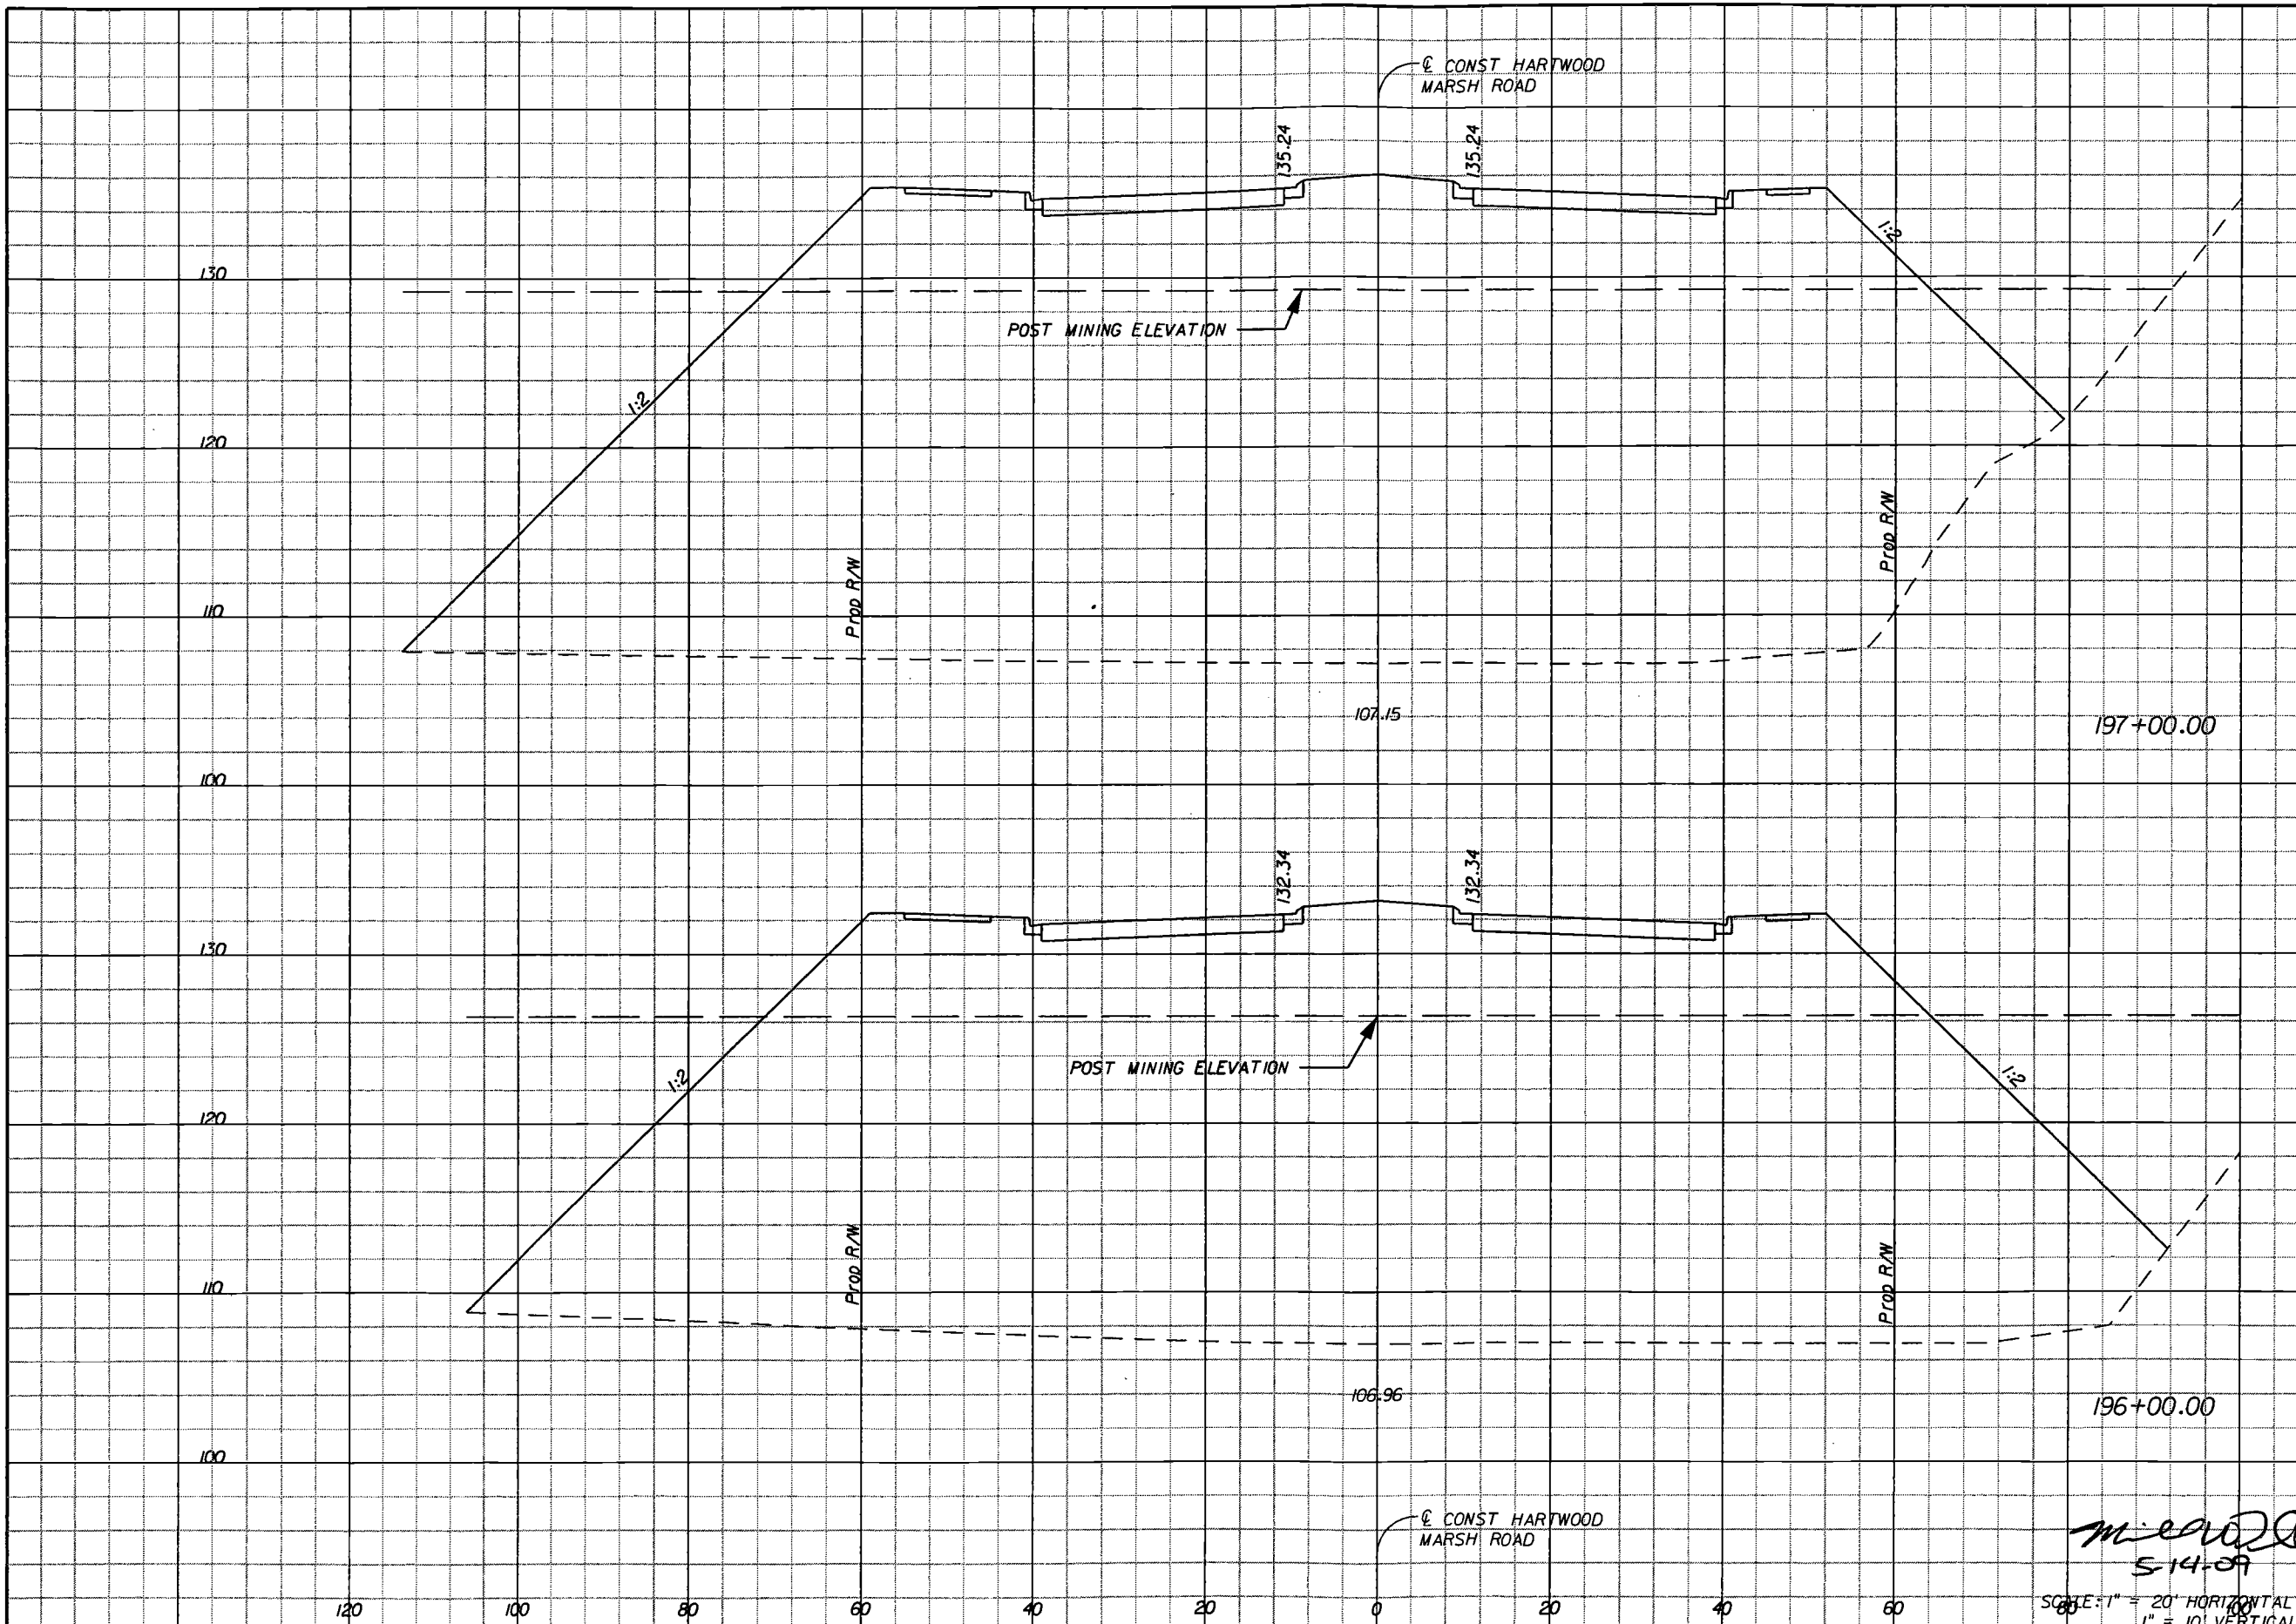 ℄ CONST HARTWOOD
MARSH ROAD
135.24
135.24
1:2
130
POST MINING ELEVATION
1:2
120
Prop R/W
Prop R/W
110
107.15
197+00.00
100
132.34
132.34
130
POST MINING ELEVATION
1:2
1:2
120
Prop R/W
Prop R/W
110
106.96
196+00.00
100
℄ CONST HARTWOOD
MARSH ROAD
5-14-09
SCALE: 1" = 20' HORIZONTAL
1" = 10' VERTICAL
120 100 80 60 40 20 0 20 40 60 80 100